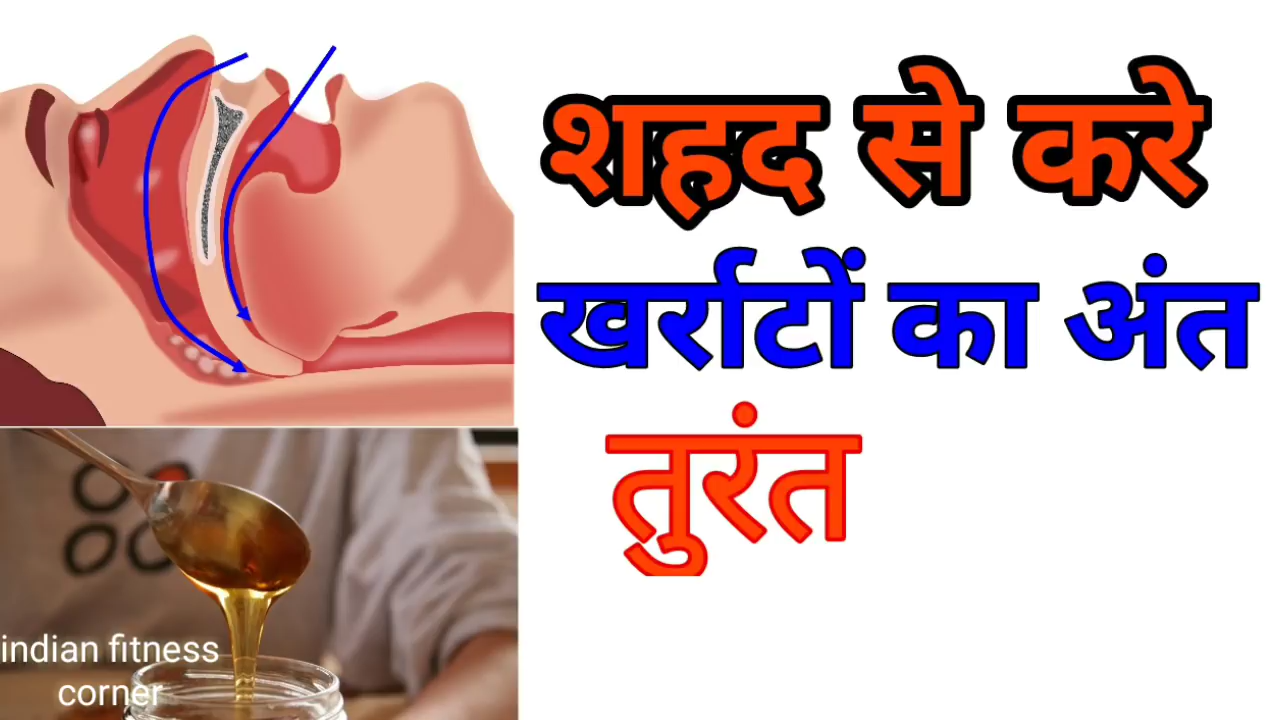 शहद से करे
खर्राटों का अंत
तुरंत
indian fitness
corner